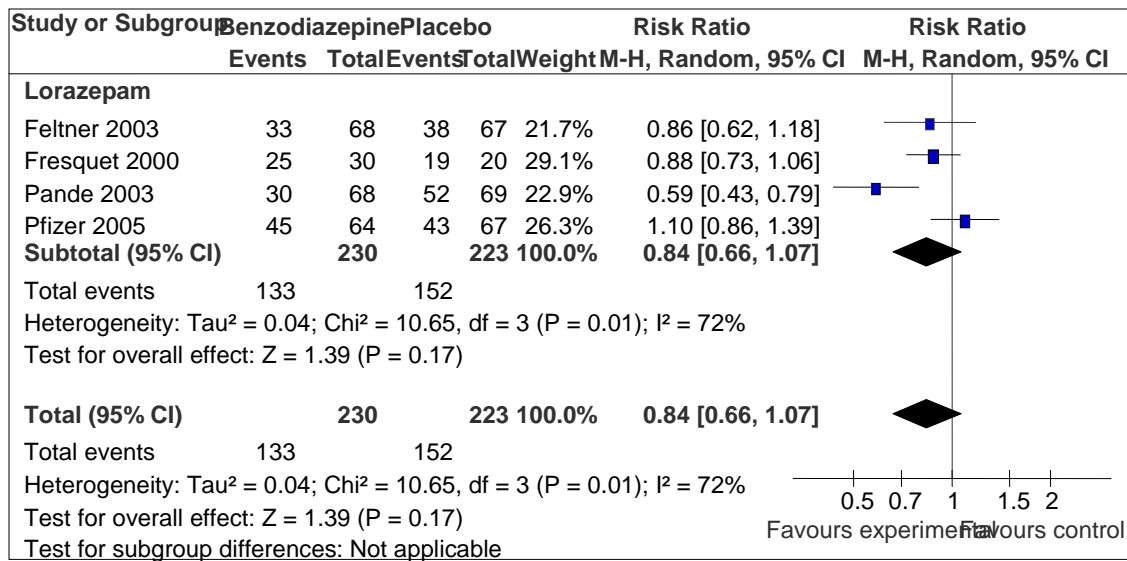 Study or Subgroup Benzodiazepine Placebo Risk Ratio Risk Ratio
Events Total Events Total Weight M-H, Random, 95% CI M-H, Random, 95% CI
Lorazepam
Feltner 2003 33 68 38 67 21.7% 0.86 [0.62, 1.18]
Fresquet 2000 25 30 19 20 29.1% 0.88 [0.73, 1.06]
Pande 2003 30 68 52 69 22.9% 0.59 [0.43, 0.79]
Pfizer 2005 45 64 43 67 26.3% 1.10 [0.86, 1.39]
Subtotal (95% CI) 230 223 100.0% 0.84 [0.66, 1.07]
Total events 133 152
Heterogeneity: Tau² = 0.04; Chi² = 10.65, df = 3 (P = 0.01); I² = 72%
Test for overall effect: Z = 1.39 (P = 0.17)
Total (95% CI) 230 223 100.0% 0.84 [0.66, 1.07]
Total events 133 152
Heterogeneity: Tau² = 0.04; Chi² = 10.65, df = 3 (P = 0.01); I² = 72%
0.5 0.7 1 1.5 2
Test for overall effect: Z = 1.39 (P = 0.17)
Favours experimental Favours control
Test for subgroup differences: Not applicable